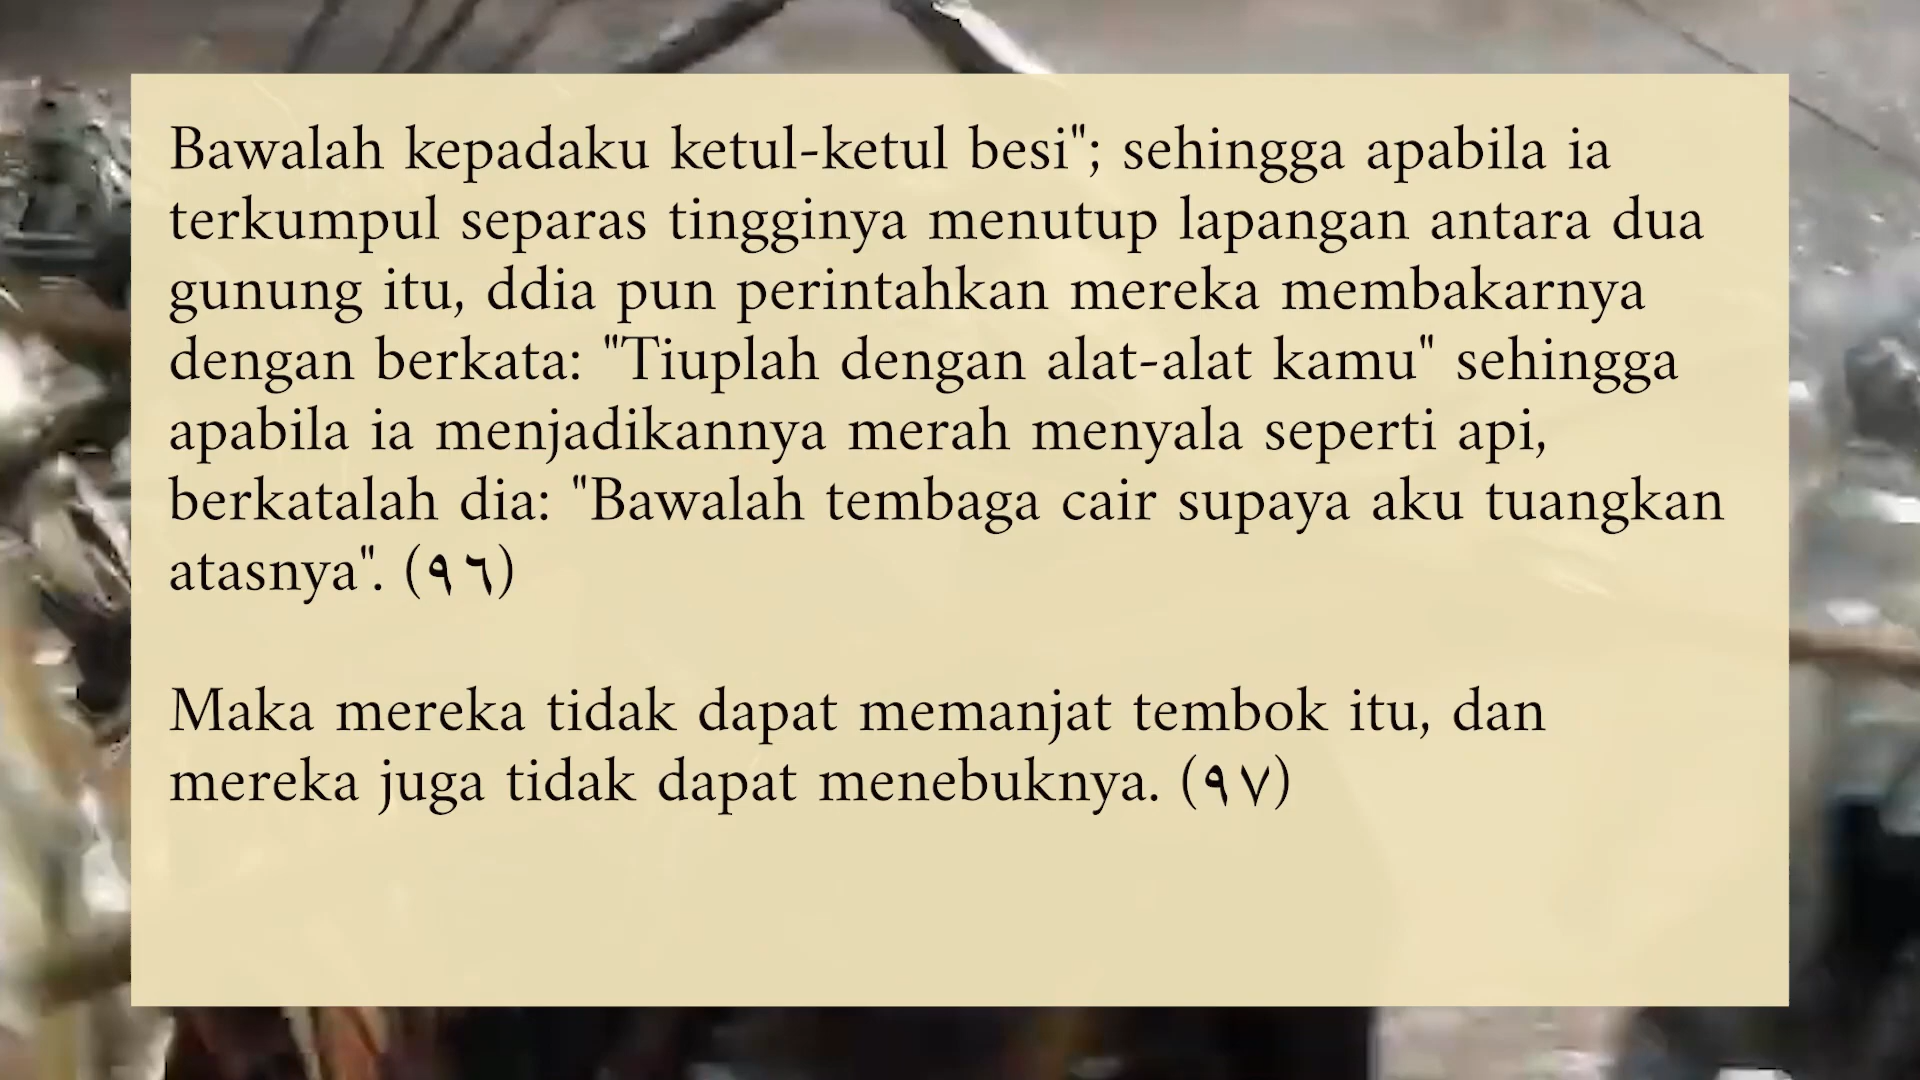 Bawalah kepadaku ketul-ketul besi"; sehingga apabila ia
terkumpul separas tingginya menutup lapangan antara dua
gunung itu, ddia pun perintahkan mereka membakarnya
dengan berkata: "Tiuplah dengan alat-alat kamu" sehingga
apabila ia menjadikannya merah menyala seperti api,
berkatalah dia: "Bawalah tembaga cair supaya aku tuangkan
atasnya". (٩٦)
Maka mereka tidak dapat memanjat tembok itu, dan
mereka juga tidak dapat menebuknya. (٩٧)